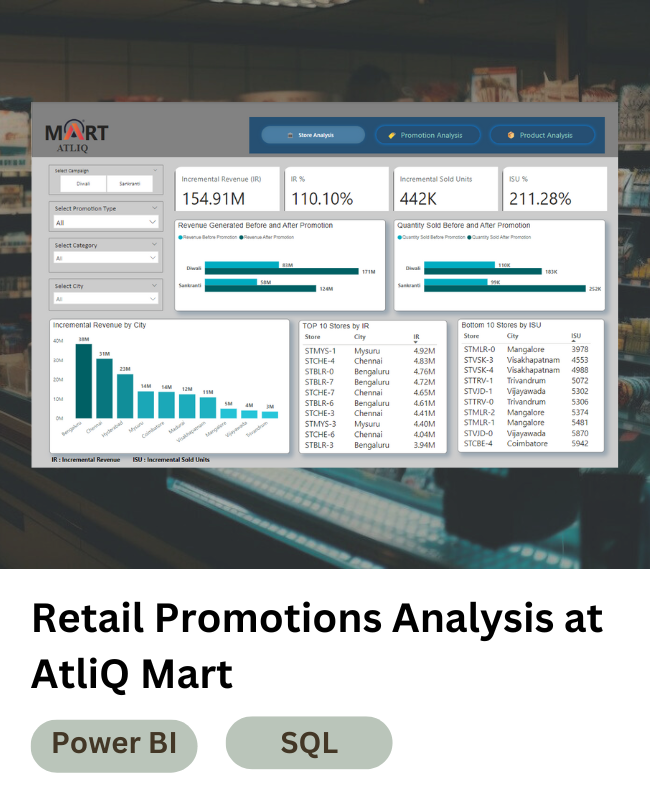 MART
ATLIQ
Store Analysis
Promotion Analysis
Product Analysis
Select Campaign
Diwali
Sankranti
Select Promotion Type
All
Select Category
All
Select City
All
Incremental Revenue (IR)
154.91M
IR %
110.10%
Incremental Sold Units
442K
ISU %
211.28%
Revenue Generated Before and After Promotion
Revenue Before Promotion Revenue After Promotion
Diwali
83M
171M
Sankranti
58M
124M
Quantity Sold Before and After Promotion
Quantity Sold Before Promotion Quantity Sold After Promotion
Diwali
110K
183K
Sankranti
99K
252K
Incremental Revenue by City
40M
30M
20M
10M
0M
38M
31M
23M
14M
14M
12M
11M
5M
4M
3M
Bengaluru
Chennai
Hyderabad
Mysuru
Coimbatore
Madurai
Visakhapatnam
Mangalore
Vijayawada
Trivandrum
TOP 10 Stores by IR
Store City IR
STMYS-1 Mysuru 4.92M
STCHE-4 Chennai 4.83M
STBLR-0 Bengaluru 4.76M
STBLR-7 Bengaluru 4.72M
STCHE-7 Chennai 4.65M
STBLR-6 Bengaluru 4.61M
STCHE-3 Chennai 4.41M
STMYS-3 Mysuru 4.40M
STCHE-6 Chennai 4.04M
STBLR-3 Bengaluru 3.94M
Bottom 10 Stores by ISU
Store City ISU
STMLR-0 Mangalore 3978
STVSK-3 Visakhapatnam 4553
STVSK-4 Visakhapatnam 4988
STTRV-1 Trivandrum 5072
STVJD-1 Vijayawada 5302
STTRV-0 Trivandrum 5306
STMLR-2 Mangalore 5374
STMLR-1 Mangalore 5481
STVJD-0 Vijayawada 5870
STCBE-4 Coimbatore 5942
IR : Incremental Revenue ISU : Incremental Sold Units
Retail Promotions Analysis at
AtliQ Mart
Power BI
SQL